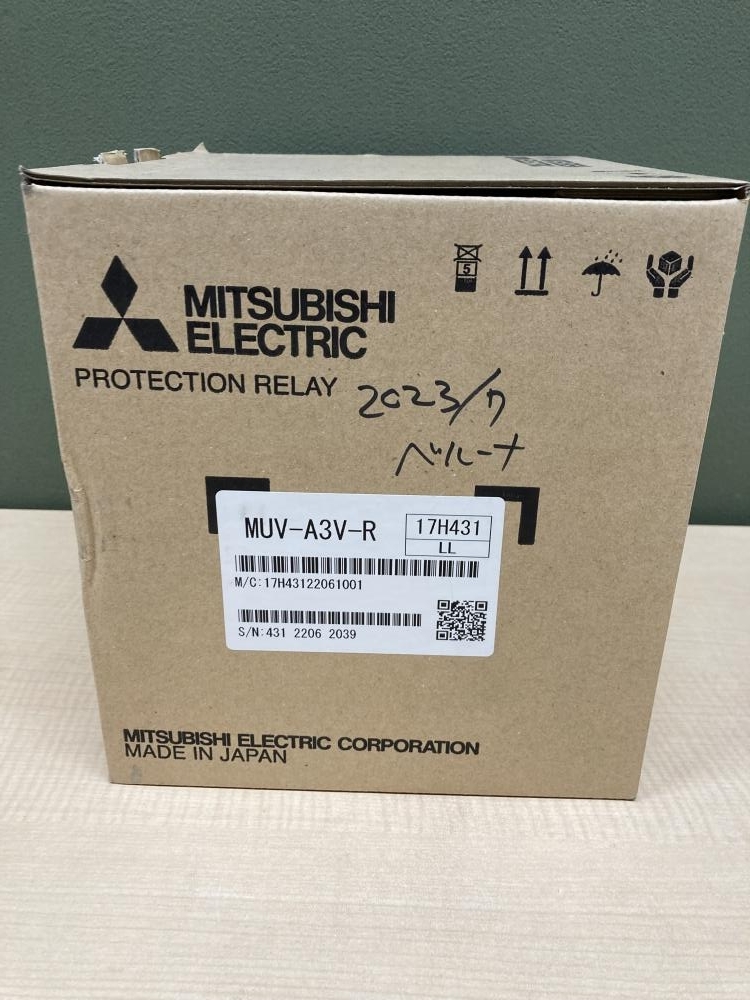 5
MITSUBISHI
ELECTRIC
PROTECTION RELAY
2023/7
ベルーナ
MUV-A3V-R
17H431
LL
M/C:17H43122061001
S/N:431 2206 2039
MITSUBISHI ELECTRIC CORPORATION
MADE IN JAPAN